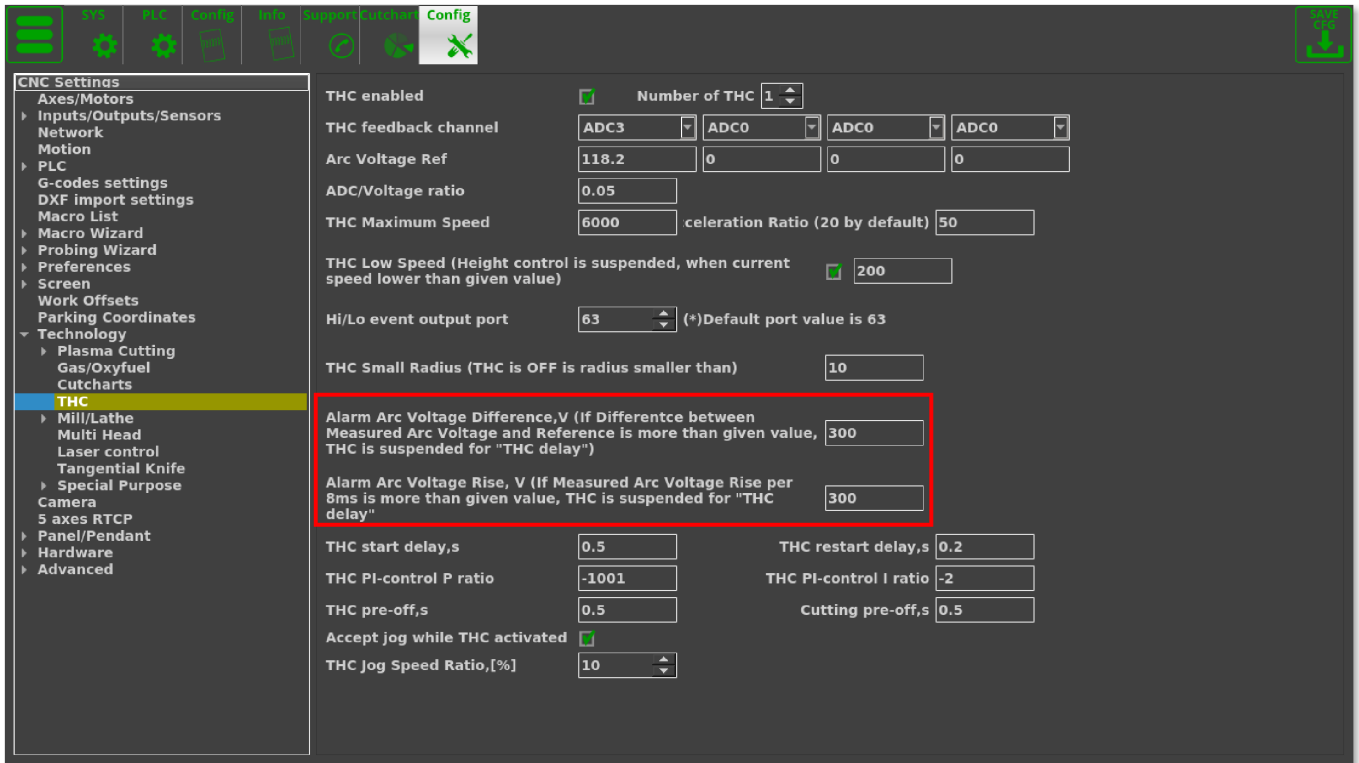 SYS PLC Config Info Support Cutchart Config SAVE
CFG
CNC Settings
Axes/Motors
Inputs/Outputs/Sensors
Network
Motion
PLC
G-codes settings
DXF import settings
Macro List
Macro Wizard
Probing Wizard
Preferences
Screen
Work Offsets
Parking Coordinates
Technology
Plasma Cutting
Gas/Oxyfuel
Cutcharts
THC
Mill/Lathe
Multi Head
Laser control
Tangential Knife
Special Purpose
Camera
5 axes RTCP
Panel/Pendant
Hardware
Advanced
THC enabled Number of THC 1
THC feedback channel ADC3 ADC0 ADC0 ADC0
Arc Voltage Ref 118.2 0 0 0
ADC/Voltage ratio 0.05
THC Maximum Speed 6000 celeration Ratio (20 by default) 50
THC Low Speed (Height control is suspended, when current
speed lower than given value) 200
Hi/Lo event output port 63 (*)Default port value is 63
THC Small Radius (THC is OFF is radius smaller than) 10
Alarm Arc Voltage Difference,V (If Differentce between
Measured Arc Voltage and Reference is more than given value, 300
THC is suspended for "THC delay")
Alarm Arc Voltage Rise, V (If Measured Arc Voltage Rise per
8ms is more than given value, THC is suspended for "THC 300
delay"
THC start delay,s 0.5 THC restart delay,s 0.2
THC PI-control P ratio -1001 THC PI-control I ratio -2
THC pre-off,s 0.5 Cutting pre-off,s 0.5
Accept jog while THC activated
THC Jog Speed Ratio,[%] 10